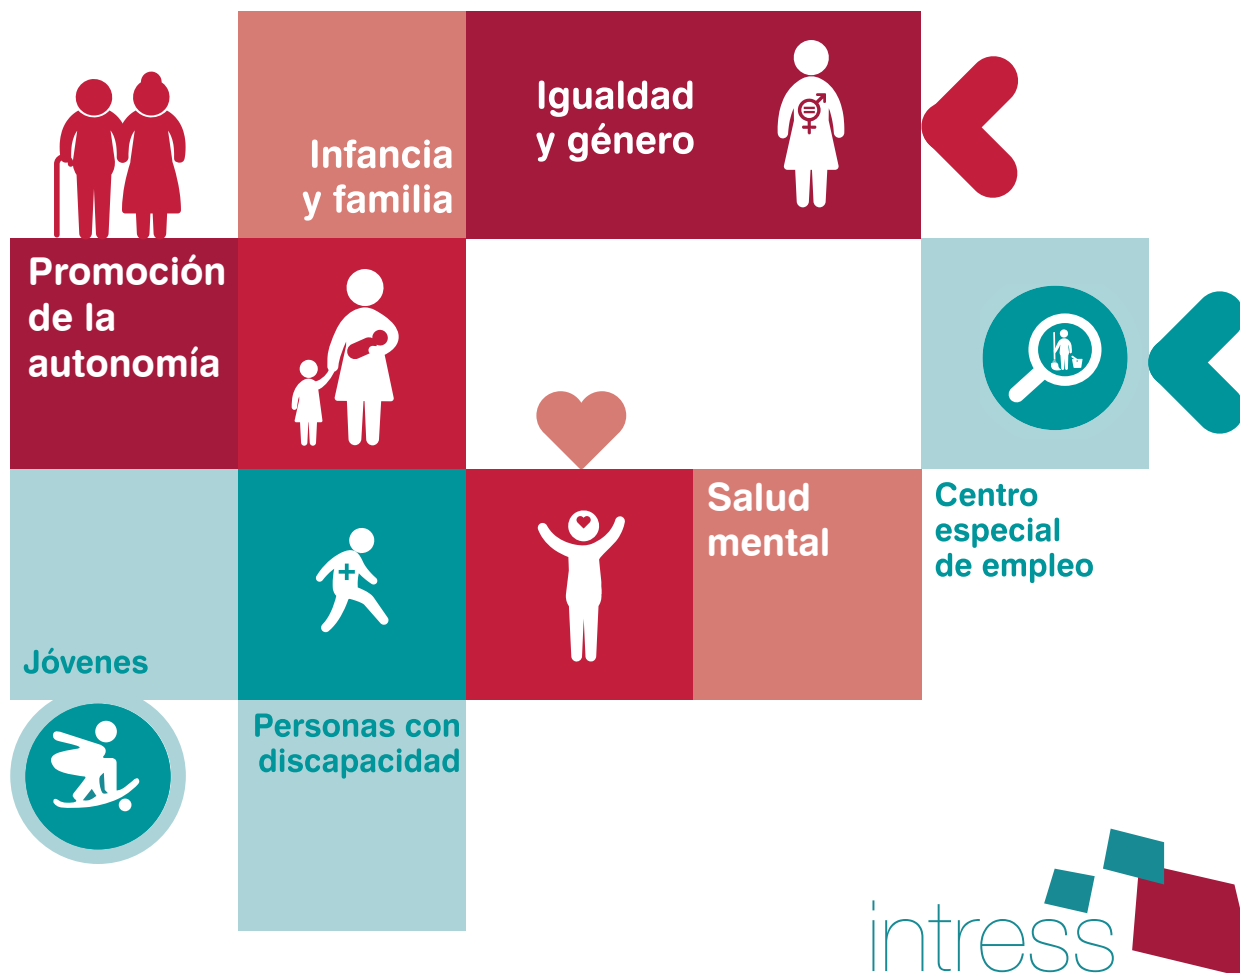 Igualdad
y género
Infancia
y familia
Promoción
de la
autonomía
Salud
mental
Centro
especial
de empleo
Jóvenes
Personas con
discapacidad
intress